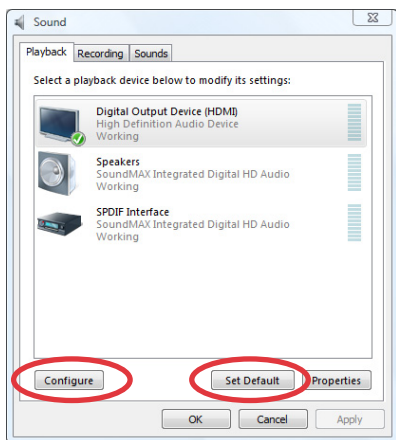 Sound
Playback Recording Sounds
Select a playback device below to modify its settings:
Digital Output Device (HDMI)
High Definition Audio Device
Working
Speakers
SoundMAX Integrated Digital HD Audio
Working
SPDIF Interface
SoundMAX Integrated Digital HD Audio
Working
Configure Set Default Properties
OK Cancel Apply